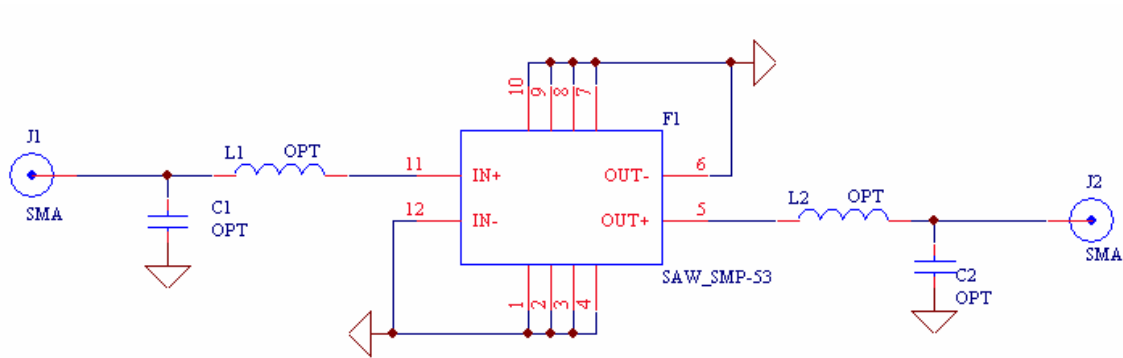 10
9
8
7
J1
F1
L1
OPT
11
IN+
OUT-
6
J2
L2
OPT
SMA
C1
OPT
12
IN-
OUT+
5
SMA
SAW_SMP-53
C2
OPT
1
2
3
4